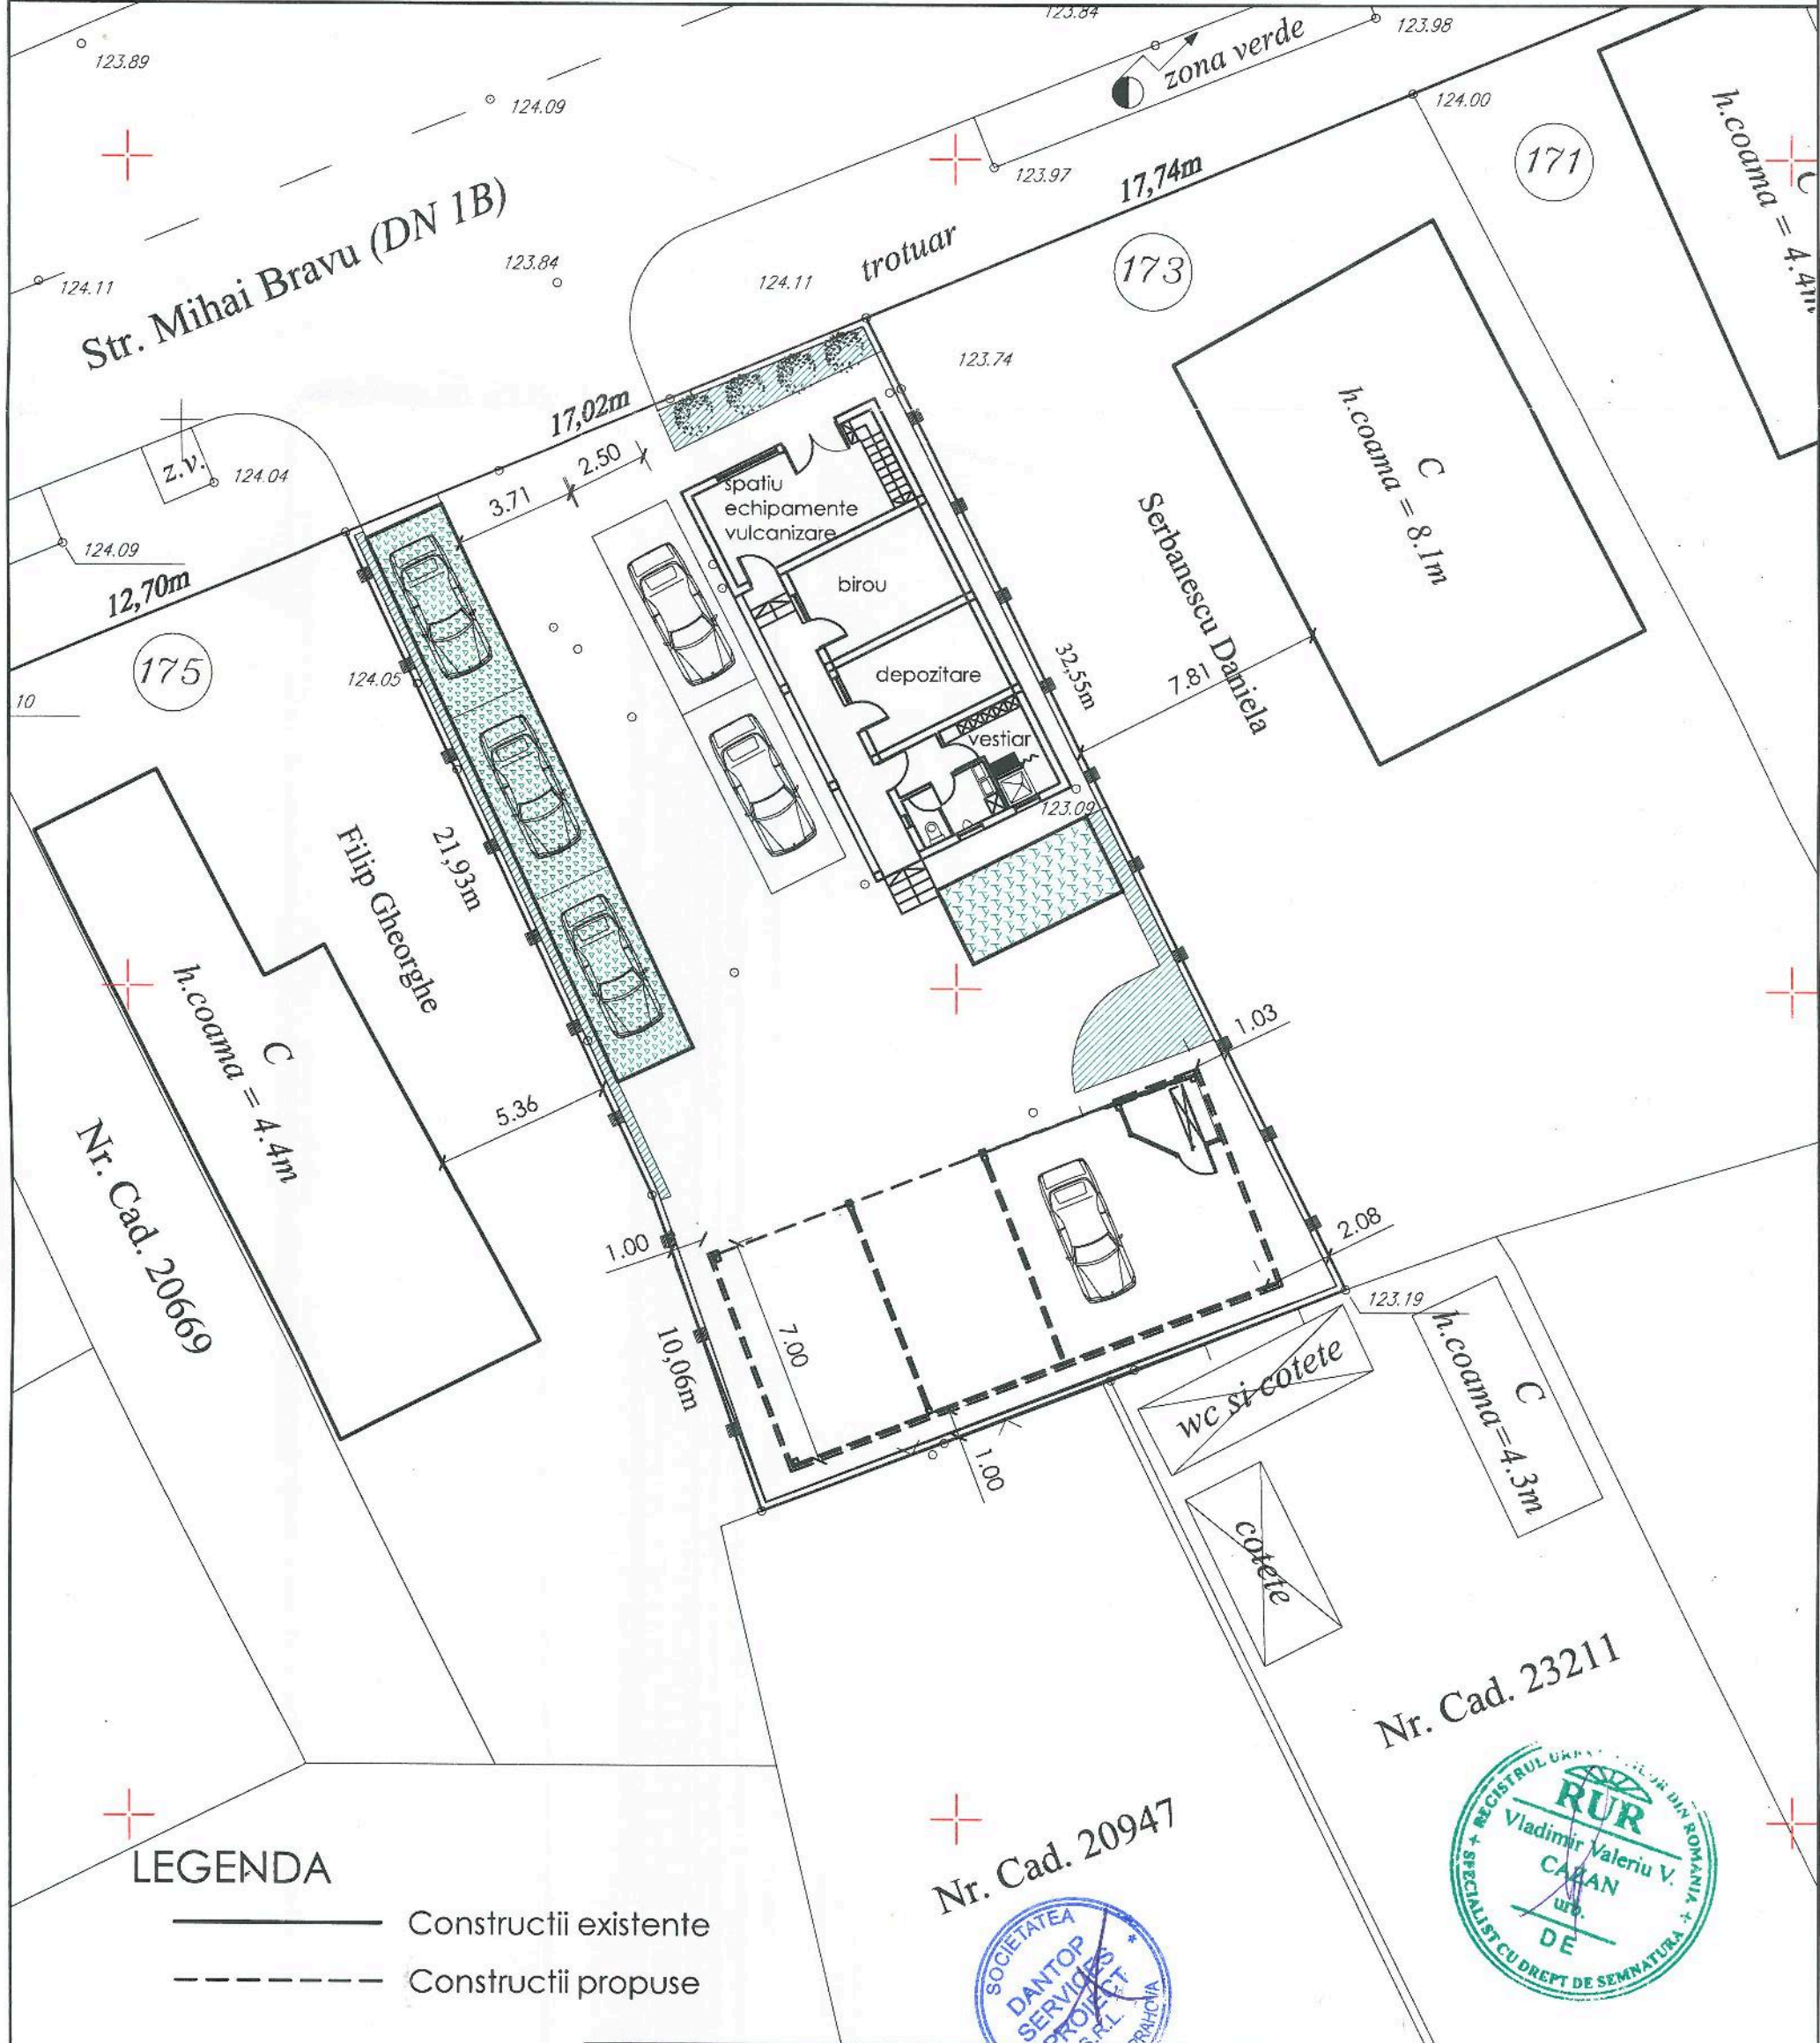 123.84
123.98
123.89
zona verde
124.09
124.00
h.coama = 4.4m
171
123.97
17,74m
Str. Mihai Bravu (DN 1B)
trotuar
173
123.84
124.11
124.11
123.74
17,02m
h.coama = 8.1m
C
z.v.
124.04
2.50
3.71
spatiu
echipamente
vulcanizare
124.09
12,70m
birou
Serbanescu Daniela
175
124.05
depozitare
32,55m
7.87
10
vestiar
123.09
21,93m
Filip Gheorghe
h.coama = 4.4m
C
1.03
5.36
Nr. Cad. 20669
1.00
2.08
123.19
7.00
10,06m
wc si cotete
h.coama=4.3m
C
1.00
cotete
Nr. Cad. 23211
Nr. Cad. 20947
LEGENDA
Constructii existente
Constructii propuse
SOCIETATEA
DANTOP
SERVICES
PROIECT
S.R.L.
PRAHOVA
REGISTRUL
DIN ROMANIA
RUR
Vladimir Valeriu V.
urb.
DE
SPECIALIST CU DREPT DE SEMNATURA